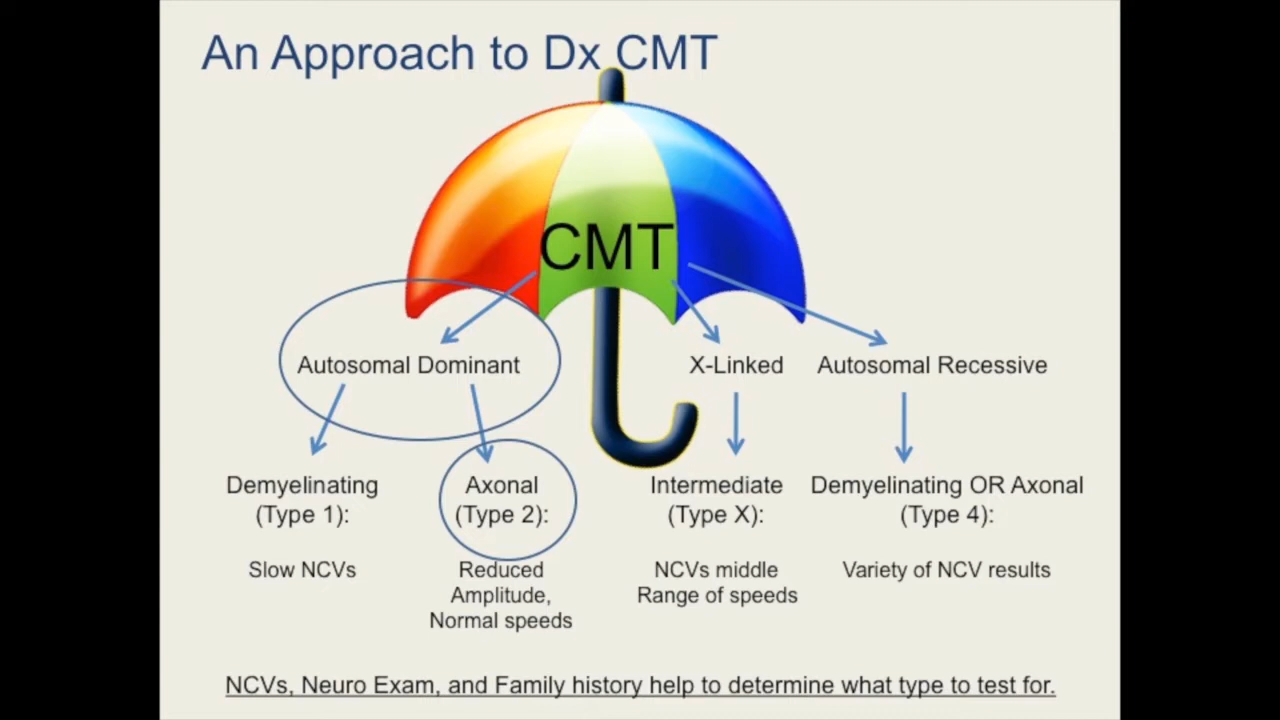 An Approach to Dx CMT
CMT
Autosomal Dominant
X-Linked
Autosomal Recessive
Demyelinating
(Type 1):
Slow NCVs
Axonal
(Type 2):
Reduced
Amplitude,
Normal speeds
Intermediate
(Type X):
NCVs middle
Range of speeds
Demyelinating OR Axonal
(Type 4):
Variety of NCV results
NCVs, Neuro Exam, and Family history help to determine what type to test for.